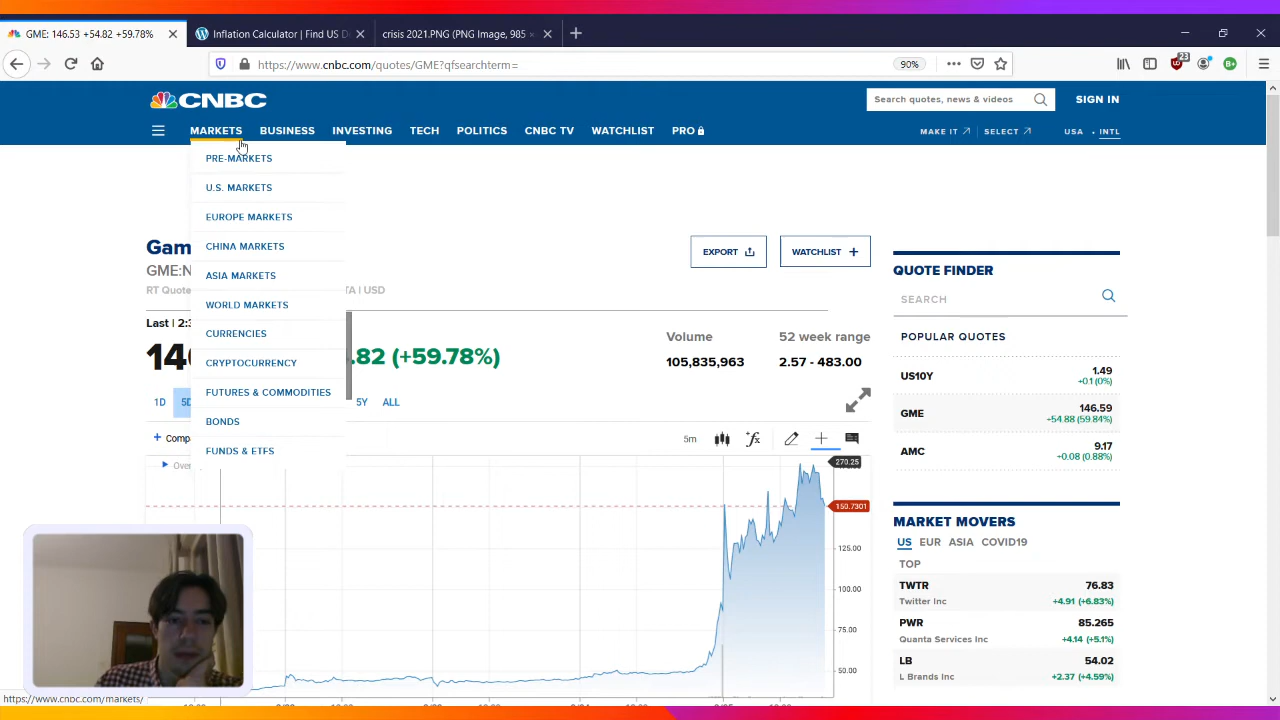 GME: 146.53 +54.82 +59.78%
Inflation Calculator | Find US D
crisis 2021.PNG (PNG Image, 985 ×
https://www.cnbc.com/quotes/GME?qfsearchterm=
90%
23
CNBC
Search quotes, news & videos
SIGN IN
MARKETS BUSINESS INVESTING TECH POLITICS CNBC TV WATCHLIST PRO
MAKE IT SELECT USA • INTL
PRE-MARKETS
U.S. MARKETS
EUROPE MARKETS
CHINA MARKETS
ASIA MARKETS
WORLD MARKETS
CURRENCIES
CRYPTOCURRENCY
FUTURES & COMMODITIES
BONDS
FUNDS & ETFS
Gam
GME:N
RT Quote TA | USD
EXPORT
WATCHLIST +
Last | 2:3
14 .82 (+59.78%)
Volume
105,835,963
52 week range
2.57 - 483.00
1D 5D 5Y ALL
+ Compa
5m
Ove
270.25
150.7301
125.00
100.00
75.00
50.00
QUOTE FINDER
SEARCH
POPULAR QUOTES
US10Y 1.49
+0.1 (0%)
GME 146.59
+54.88 (59.84%)
AMC 9.17
+0.08 (0.88%)
MARKET MOVERS
US EUR ASIA COVID19
TOP
TWTR 76.83
Twitter Inc +4.91 (+6.83%)
PWR 85.265
Quanta Services Inc +4.14 (+5.1%)
LB 54.02
L Brands Inc +2.37 (+4.59%)
https://www.cnbc.com/markets/